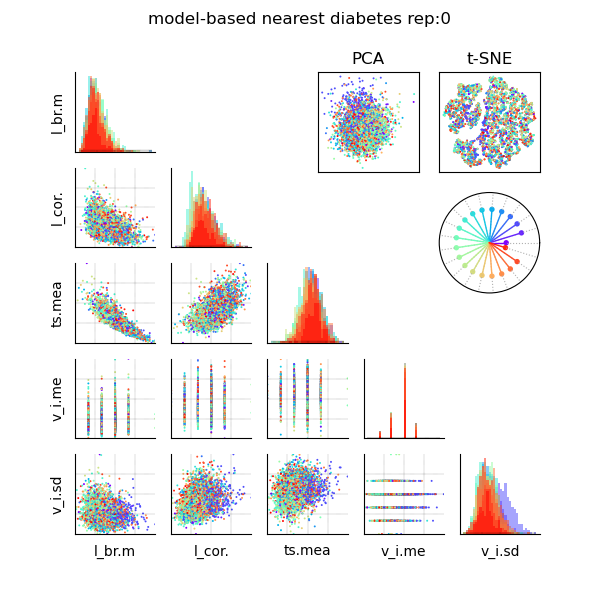 model-based nearest diabetes rep:0
PCA
t-SNE
l_br.m
l_cor.
ts.mea
v_i.me
v_i.sd
l_br.m
l_cor.
ts.mea
v_i.me
v_i.sd